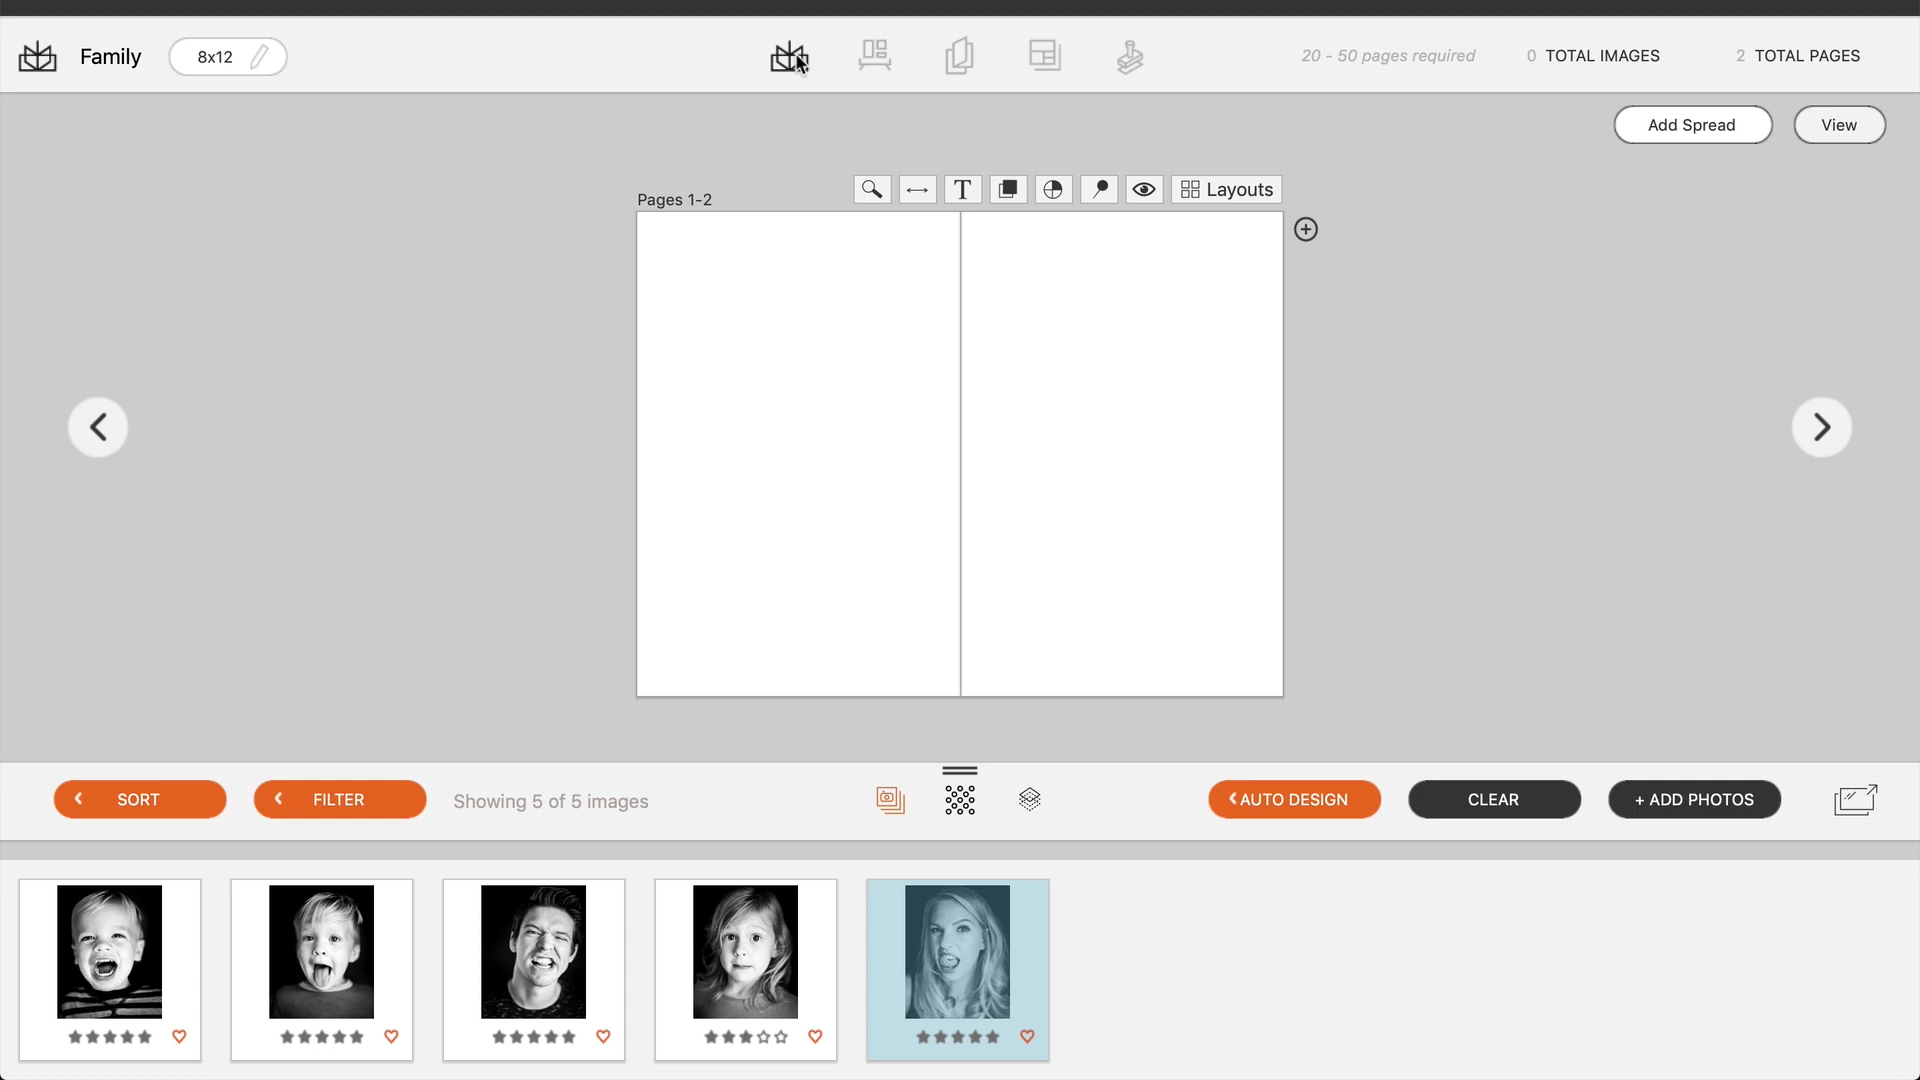 Family
8x12
20 - 50 pages required
0 TOTAL IMAGES
2 TOTAL PAGES
Add Spread
View
Pages 1-2
T
Layouts
SORT
FILTER
Showing 5 of 5 images
AUTO DESIGN
CLEAR
+ ADD PHOTOS